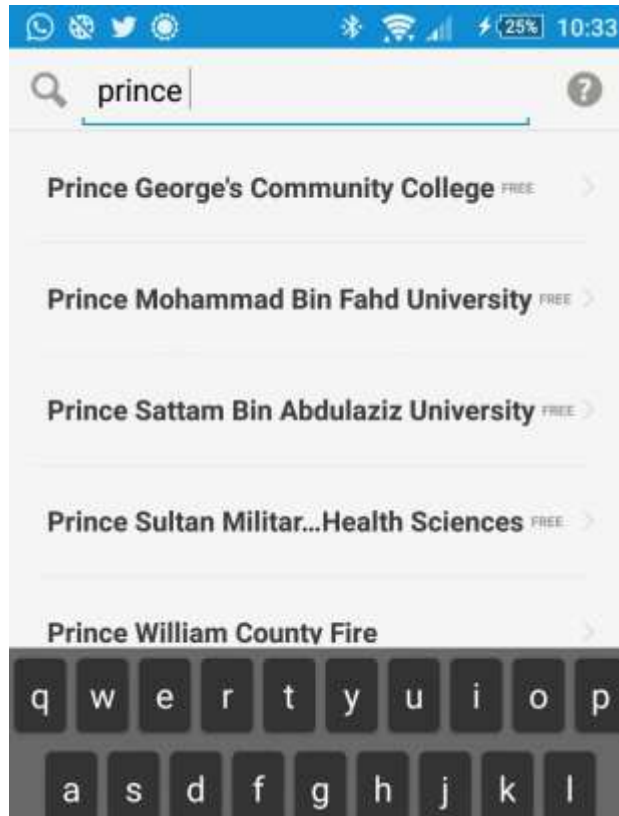 25% 10:33
prince
?
Prince George's Community College FREE
Prince Mohammad Bin Fahd University FREE
Prince Sattam Bin Abdulaziz University FREE
Prince Sultan Militar...Health Sciences FREE
Prince William County Fire
q w e r t y u i o p
a s d f g h j k l